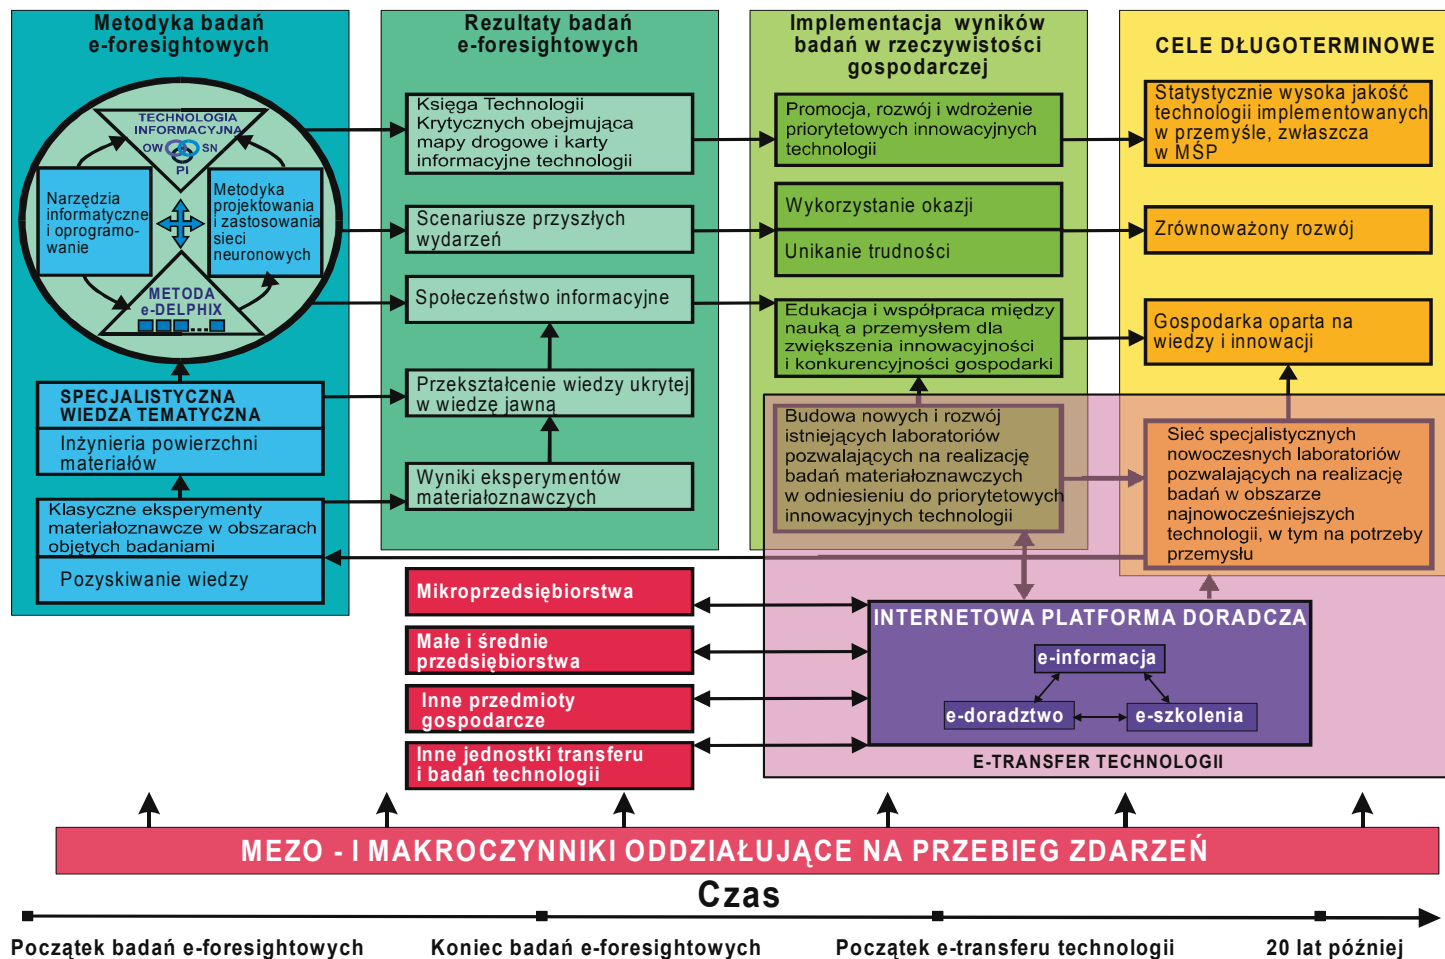 Metodyka badań
e-foresightowych
TECHNOLOGIA
INFORMACYJNA
OW
SN
PI
Narzędzia
informatyczne
i oprogramo-
wanie
Metodyka
projektowania
i zastosowania
sieci
neuronowych
METODA
e-DELPHIX
SPECJALISTYCZNA
WIEDZA TEMATYCZNA
Inżynieria powierzchni
materiałów
Klasyczne eksperymenty
materiałoznawcze w obszarach
objętych badaniami
Pozyskiwanie wiedzy
Rezultaty badań
e-foresightowych
Księga Technologii
Krytycznych obejmująca
mapy drogowe i karty
informacyjne technologii
Scenariusze przyszłych
wydarzeń
Społeczeństwo informacyjne
Przekształcenie wiedzy ukrytej
w wiedzę jawną
Wyniki eksperymentów
materiałoznawczych
Implementacja wyników
badań w rzeczywistości
gospodarczej
Promocja, rozwój i wdrożenie
priorytetowych innowacyjnych
technologii
Wykorzystanie okazji
Unikanie trudności
Edukacja i współpraca między
nauką a przemysłem dla
zwiększenia innowacyjności
i konkurencyjności gospodarki
Budowa nowych i rozwój
istniejących laboratoriów
pozwalających na realizację
badań materiałoznawczych
w odniesieniu do priorytetowych
innowacyjnych technologii
CELE DŁUGOTERMINOWE
Statystycznie wysoka jakość
technologii implementowanych
w przemyśle, zwłaszcza
w MŚP
Zrównoważony rozwój
Gospodarka oparta na
wiedzy i innowacji
Sieć specjalistycznych
nowoczesnych laboratoriów
pozwalających na realizację
badań w obszarze
najnowocześniejszych
technologii, w tym na potrzeby
przemysłu
Mikroprzedsiębiorstwa
Małe i średnie
przedsiębiorstwa
Inne przedmioty
gospodarcze
Inne jednostki transferu
i badań technologii
INTERNETOWA PLATFORMA DORADCZA
e-informacja
e-doradztwo
e-szkolenia
E-TRANSFER TECHNOLOGII
MEZO - I MAKROCZYNNIKI ODDZIAŁUJĄCE NA PRZEBIEG ZDARZEŃ
Czas
Początek badań e-foresightowych
Koniec badań e-foresightowych
Początek e-transferu technologii
20 lat później